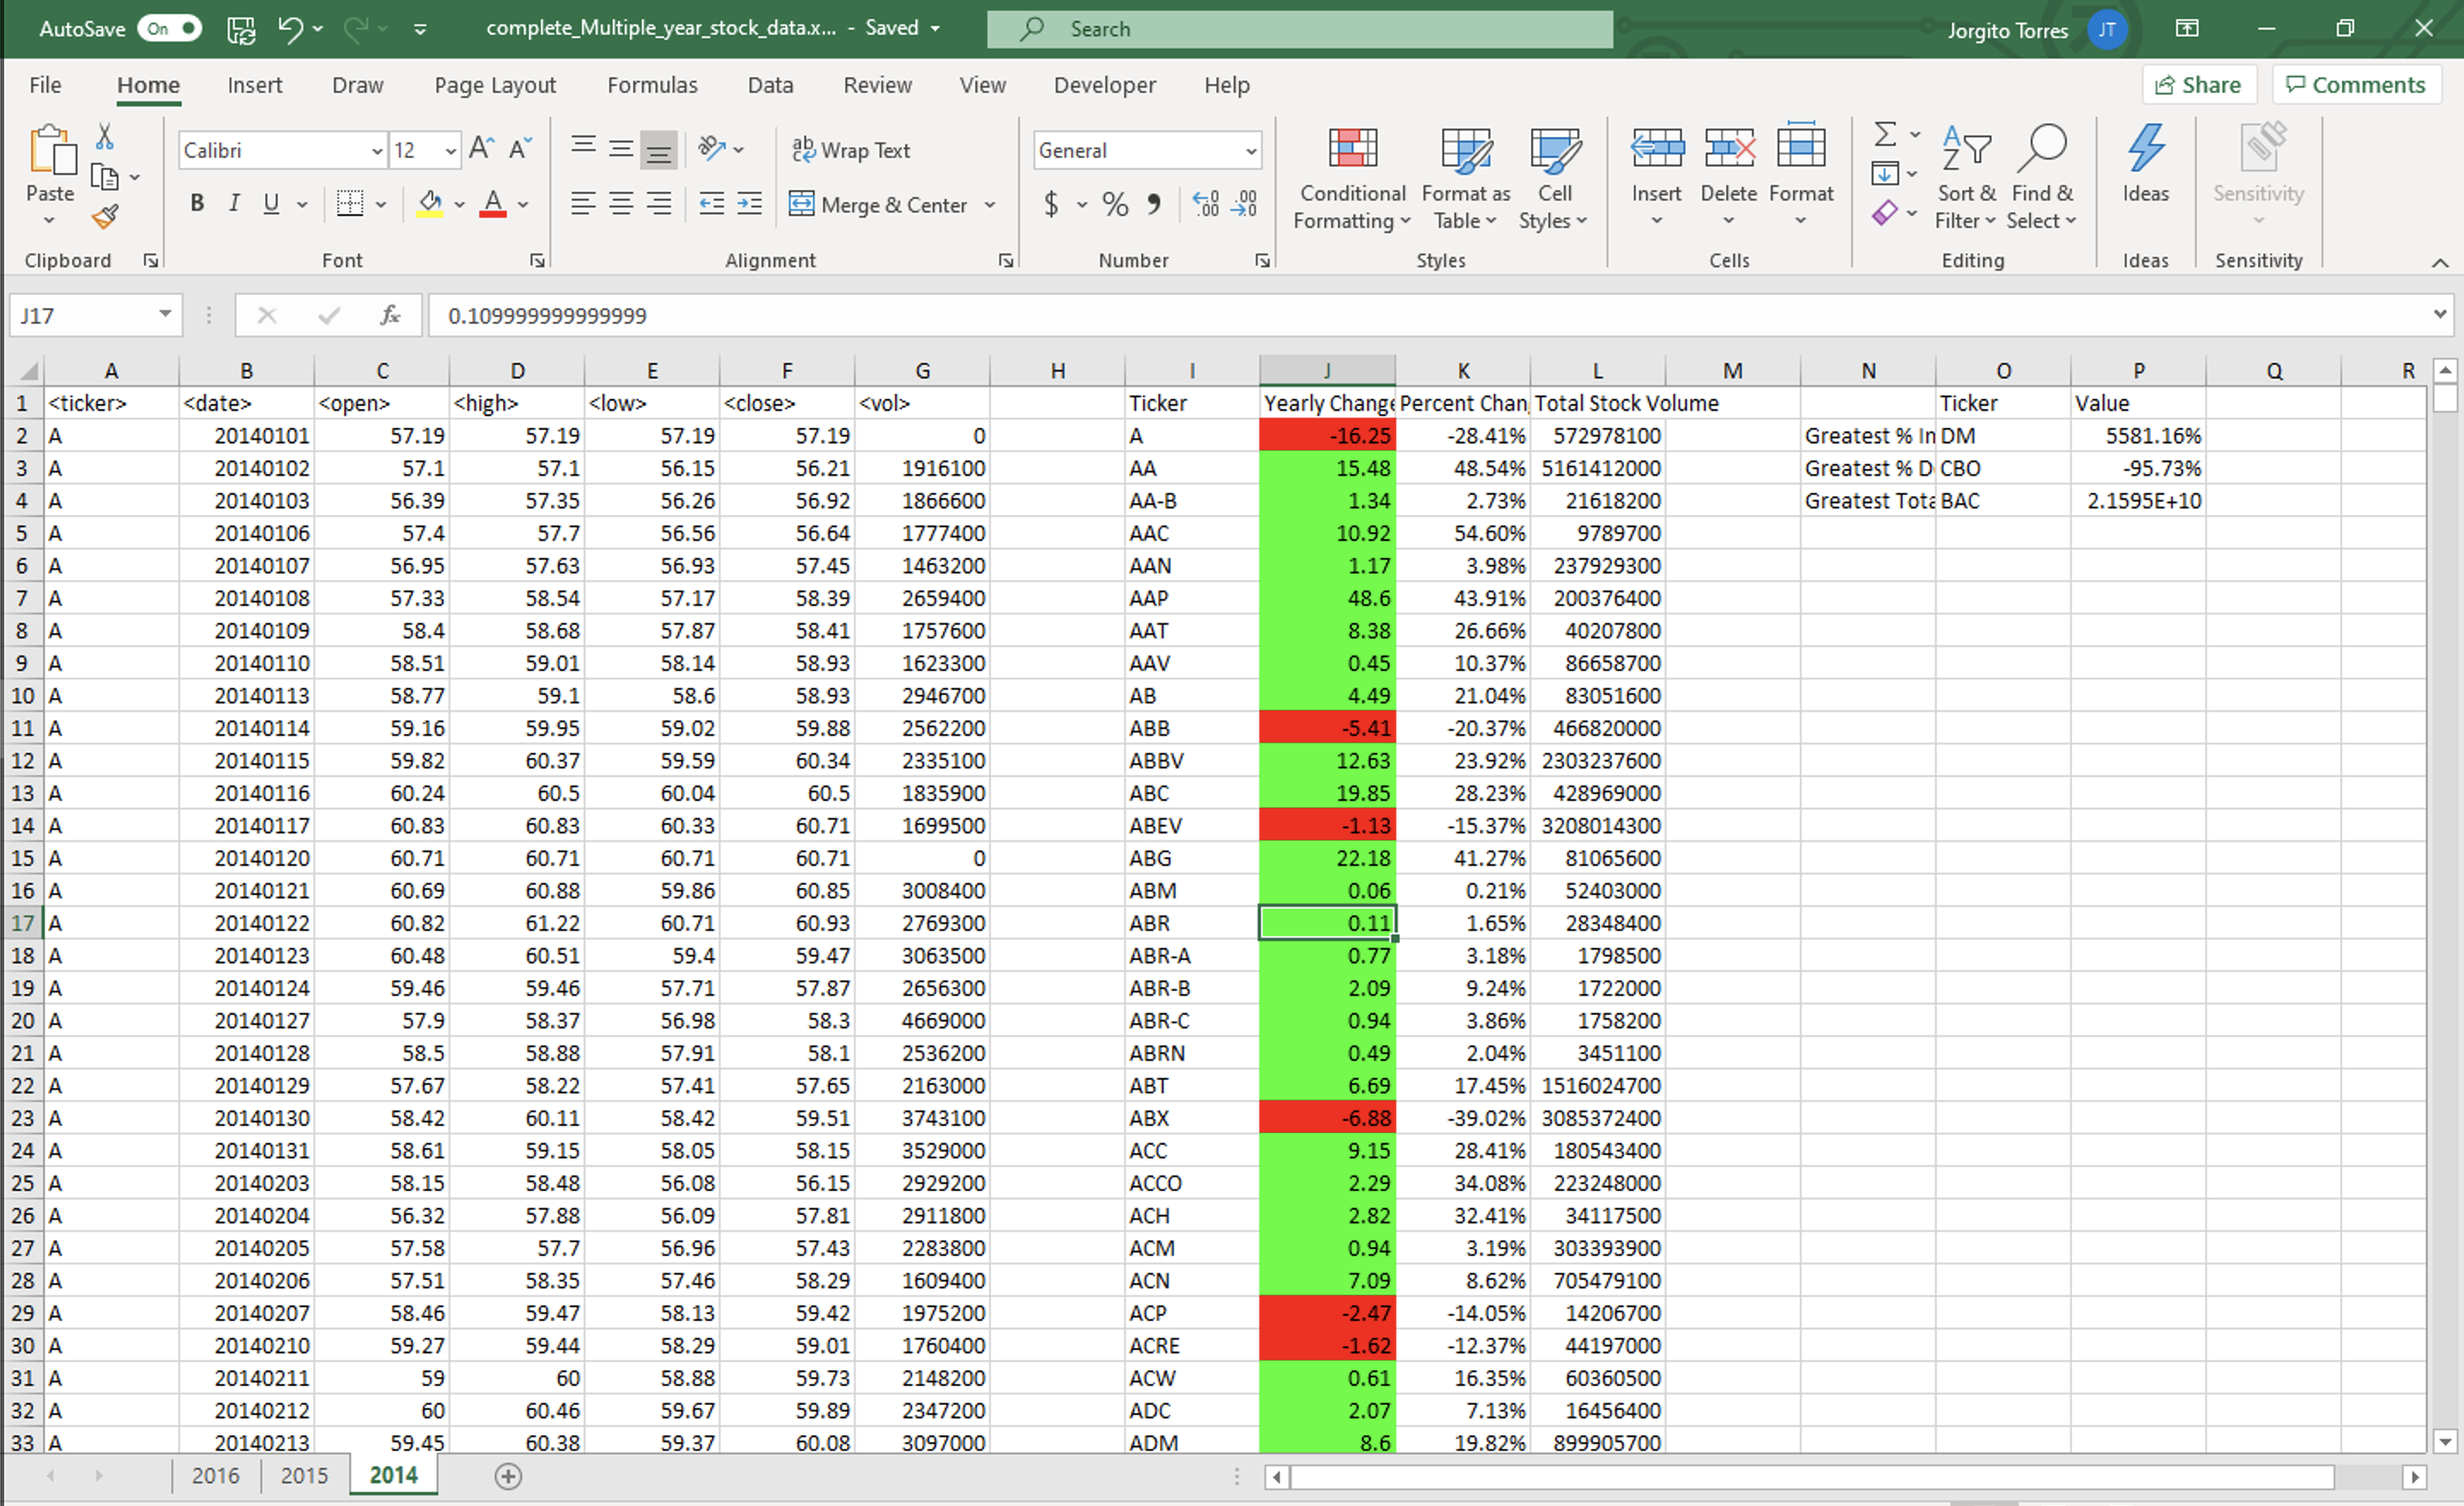 AutoSave On complete_Multiple_year_stock_data.x... - Saved Search Jorgito Torres JT
File Home Insert Draw Page Layout Formulas Data Review View Developer Help Share Comments
Calibri 12 Wrap Text General
Paste B I U A Merge & Center $ % Conditional Formatting Format as Table Cell Styles Insert Delete Format Sort & Filter Find & Select Ideas Sensitivity
Clipboard Font Alignment Number Styles Cells Editing Ideas Sensitivity
J17 fx 0.109999999999999
A B C D E F G H I J K L M N O P Q R
1 <ticker> <date> <open> <high> <low> <close> <vol> Ticker Yearly Change Percent Chan Total Stock Volume Ticker Value
2 A 20140101 57.19 57.19 57.19 57.19 0 A -16.25 -28.41% 572978100 Greatest % In DM 5581.16%
3 A 20140102 57.1 57.1 56.15 56.21 1916100 AA 15.48 48.54% 5161412000 Greatest % D CBO -95.73%
4 A 20140103 56.39 57.35 56.26 56.92 1866600 AA-B 1.34 2.73% 21618200 Greatest Tota BAC 2.1595E+10
5 A 20140106 57.4 57.7 56.56 56.64 1777400 AAC 10.92 54.60% 9789700
6 A 20140107 56.95 57.63 56.93 57.45 1463200 AAN 1.17 3.98% 237929300
7 A 20140108 57.33 58.54 57.17 58.39 2659400 AAP 48.6 43.91% 200376400
8 A 20140109 58.4 58.68 57.87 58.41 1757600 AAT 8.38 26.66% 40207800
9 A 20140110 58.51 59.01 58.14 58.93 1623300 AAV 0.45 10.37% 86658700
10 A 20140113 58.77 59.1 58.6 58.93 2946700 AB 4.49 21.04% 83051600
11 A 20140114 59.16 59.95 59.02 59.88 2562200 ABB -5.41 -20.37% 466820000
12 A 20140115 59.82 60.37 59.59 60.34 2335100 ABBV 12.63 23.92% 2303237600
13 A 20140116 60.24 60.5 60.04 60.5 1835900 ABC 19.85 28.23% 428969000
14 A 20140117 60.83 60.83 60.33 60.71 1699500 ABEV -1.13 -15.37% 3208014300
15 A 20140120 60.71 60.71 60.71 60.71 0 ABG 22.18 41.27% 81065600
16 A 20140121 60.69 60.88 59.86 60.85 3008400 ABM 0.06 0.21% 52403000
17 A 20140122 60.82 61.22 60.71 60.93 2769300 ABR 0.11 1.65% 28348400
18 A 20140123 60.48 60.51 59.4 59.47 3063500 ABR-A 0.77 3.18% 1798500
19 A 20140124 59.46 59.46 57.71 57.87 2656300 ABR-B 2.09 9.24% 1722000
20 A 20140127 57.9 58.37 56.98 58.3 4669000 ABR-C 0.94 3.86% 1758200
21 A 20140128 58.5 58.88 57.91 58.1 2536200 ABRN 0.49 2.04% 3451100
22 A 20140129 57.67 58.22 57.41 57.65 2163000 ABT 6.69 17.45% 1516024700
23 A 20140130 58.42 60.11 58.42 59.51 3743100 ABX -6.88 -39.02% 3085372400
24 A 20140131 58.61 59.15 58.05 58.15 3529000 ACC 9.15 28.41% 180543400
25 A 20140203 58.15 58.48 56.08 56.15 2929200 ACCO 2.29 34.08% 223248000
26 A 20140204 56.32 57.88 56.09 57.81 2911800 ACH 2.82 32.41% 34117500
27 A 20140205 57.58 57.7 56.96 57.43 2283800 ACM 0.94 3.19% 303393900
28 A 20140206 57.51 58.35 57.46 58.29 1609400 ACN 7.09 8.62% 705479100
29 A 20140207 58.46 59.47 58.13 59.42 1975200 ACP -2.47 -14.05% 14206700
30 A 20140210 59.27 59.44 58.29 59.01 1760400 ACRE -1.62 -12.37% 44197000
31 A 20140211 59 60 58.88 59.73 2148200 ACW 0.61 16.35% 60360500
32 A 20140212 60 60.46 59.67 59.89 2347200 ADC 2.07 7.13% 16456400
33 A 20140213 59.45 60.38 59.37 60.08 3097000 ADM 8.6 19.82% 899905700
2016 2015 2014